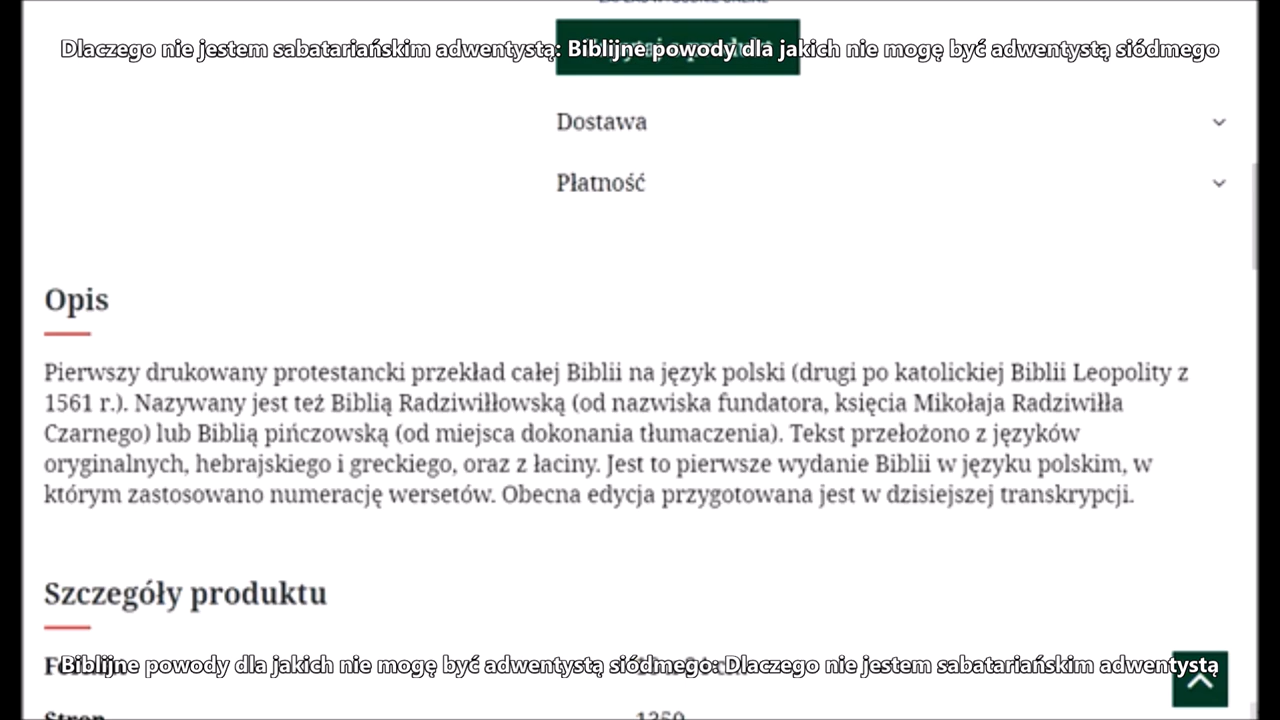 Dlaczego nie jestem sabatariańskim adwentystą: Biblijne powody dla jakich nie mogę być adwentystą siódmego
Dostawa
Płatność
Opis
Pierwszy drukowany protestancki przekład całej Biblii na język polski (drugi po katolickiej Biblii Leopolity z
1561 r.). Nazywany jest też Biblią Radziwiłłowską (od nazwiska fundatora, księcia Mikołaja Radziwiłła
Czarnego) lub Biblią pińczowską (od miejsca dokonania tłumaczenia). Tekst przełożono z języków
oryginalnych, hebrajskiego i greckiego, oraz z łaciny. Jest to pierwsze wydanie Biblii w języku polskim, w
którym zastosowano numerację wersetów. Obecna edycja przygotowana jest w dzisiejszej transkrypcji.
Szczegóły produktu
Biblijne powody dla jakich nie mogę być adwentystą siódmego: Dlaczego nie jestem sabatariańskim adwentystą
Stron 1350